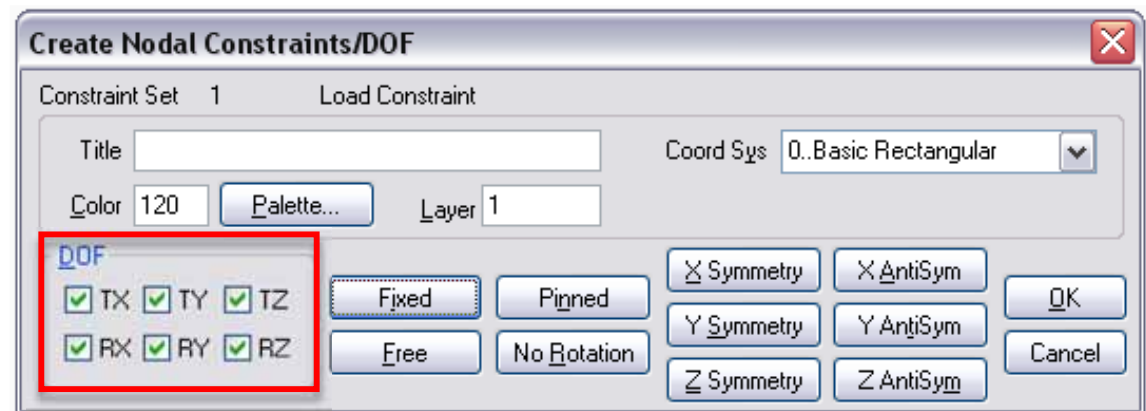 Create Nodal Constraints/DOF
Constraint Set 1 Load Constraint
Title Coord Sys 0..Basic Rectangular
Color 120 Palette... Layer 1
DOF
TX TY TZ
RX RY RZ
Fixed Pinned
Free No Rotation
X Symmetry X AntiSym
Y Symmetry Y AntiSym
Z Symmetry Z AntiSym
OK
Cancel